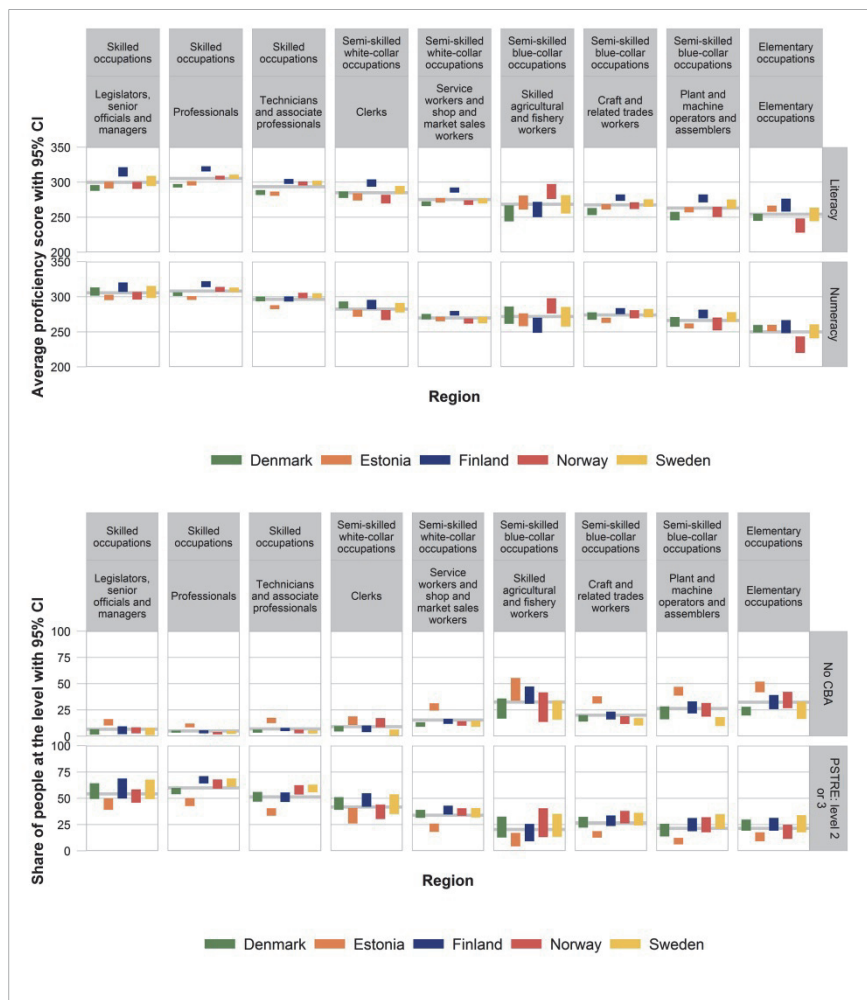 Skilled occupations
Skilled occupations
Skilled occupations
Semi-skilled white-collar occupations
Semi-skilled white-collar occupations
Semi-skilled blue-collar occupations
Semi-skilled blue-collar occupations
Semi-skilled blue-collar occupations
Elementary occupations
Legislators, senior officials and managers
Professionals
Technicians and associate professionals
Clerks
Service workers and shop and market sales workers
Skilled agricultural and fishery workers
Craft and related trades workers
Plant and machine operators and assemblers
Elementary occupations
Average proficiency score with 95% CI
350
300
250
200
Literacy
350
300
250
200
Numeracy
Region
Denmark Estonia Finland Norway Sweden
Skilled occupations
Skilled occupations
Skilled occupations
Semi-skilled white-collar occupations
Semi-skilled white-collar occupations
Semi-skilled blue-collar occupations
Semi-skilled blue-collar occupations
Semi-skilled blue-collar occupations
Elementary occupations
Legislators, senior officials and managers
Professionals
Technicians and associate professionals
Clerks
Service workers and shop and market sales workers
Skilled agricultural and fishery workers
Craft and related trades workers
Plant and machine operators and assemblers
Elementary occupations
Share of people at the level with 95% CI
100
75
50
25
0
No CBA
100
75
50
25
0
PSTRE: level 2 or 3
Region
Denmark Estonia Finland Norway Sweden